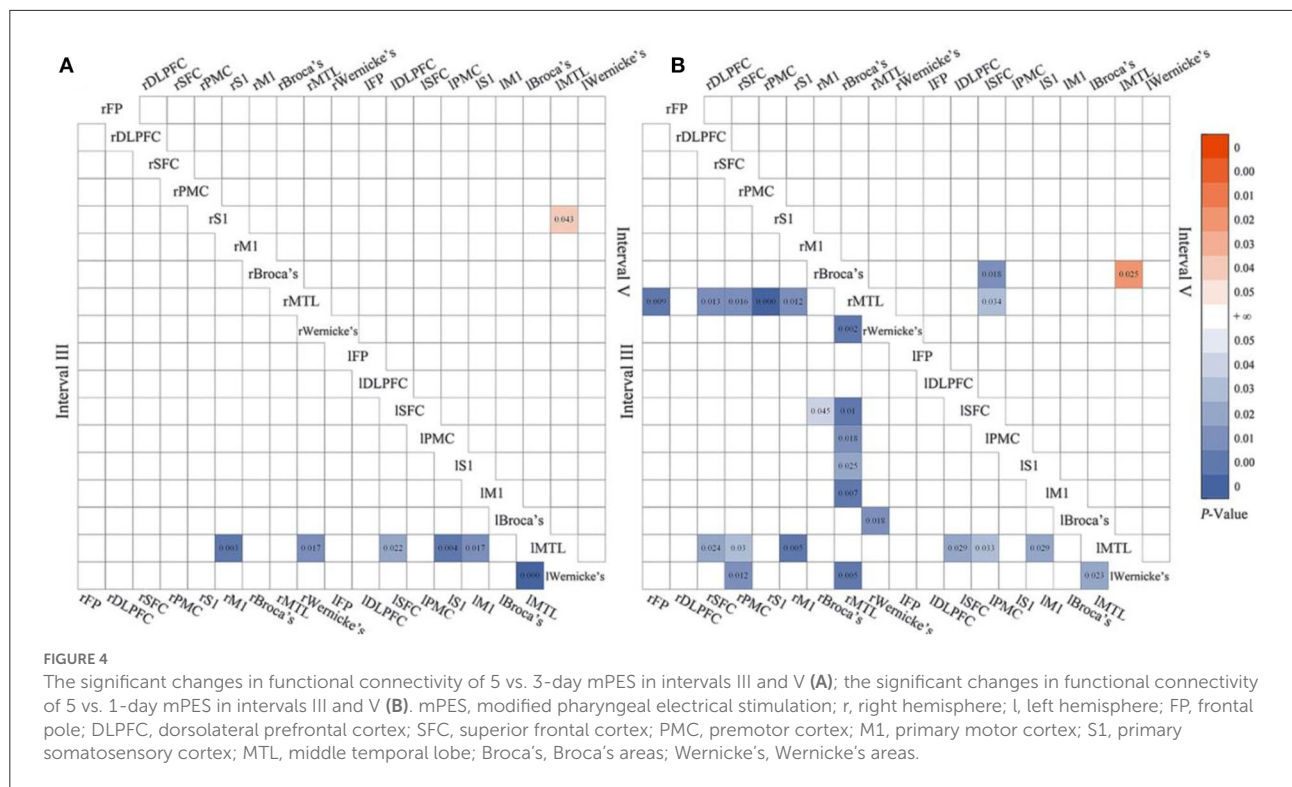 A
rDLPFC rSFC rPMC rS1 rM1 rBroca's rMTL rWernicke's lFP lDLPFC lSFC lPMC lS1 lM1 lBroca's lMTL lWernicke's
rFP
rDLPFC
rSFC
rPMC
rS1 0.043
rM1
rBroca's
rMTL
rWernicke's
lFP
lDLPFC
lSFC
lPMC
lS1
lM1
lBroca's
0.003 0.017 0.022 0.004 0.017 lMTL
0.000 lWernicke's
rFP rDLPFC rSFC rPMC rS1 rM1 rBroca's rMTL rWernicke's lFP lDLPFC lSFC lPMC lS1 lM1 lBroca's lMTL
Interval III
Interval V
B
rDLPFC rSFC rPMC rS1 rM1 rBroca's rMTL rWernicke's lFP lDLPFC lSFC lPMC lS1 lM1 lBroca's lMTL lWernicke's
rFP
rDLPFC
rSFC
rPMC
rS1
rM1
rBroca's 0.018 0.025
0.009 0.013 0.016 0.000 0.012 rMTL 0.034
0.002 rWernicke's
lFP
lDLPFC
0.045 0.01 lSFC
0.018 lPMC
0.025 lS1
0.007 lM1
0.018 lBroca's
0.024 0.03 0.005 0.029 0.033 0.029 lMTL
0.012 0.005 0.023 lWernicke's
rFP rDLPFC rSFC rPMC rS1 rM1 rBroca's rMTL rWernicke's lFP lDLPFC lSFC lPMC lS1 lM1 lBroca's lMTL
Interval III
Interval V
0
0.00
0.01
0.02
0.03
0.04
0.05
+ ∞
0.05
0.04
0.03
0.02
0.01
0.00
0
P-Value
FIGURE 4
The significant changes in functional connectivity of 5 vs. 3-day mPES in intervals III and V (A); the significant changes in functional connectivity
of 5 vs. 1-day mPES in intervals III and V (B). mPES, modified pharyngeal electrical stimulation; r, right hemisphere; l, left hemisphere; FP, frontal
pole; DLPFC, dorsolateral prefrontal cortex; SFC, superior frontal cortex; PMC, premotor cortex; M1, primary motor cortex; S1, primary
somatosensory cortex; MTL, middle temporal lobe; Broca's, Broca's areas; Wernicke's, Wernicke's areas.